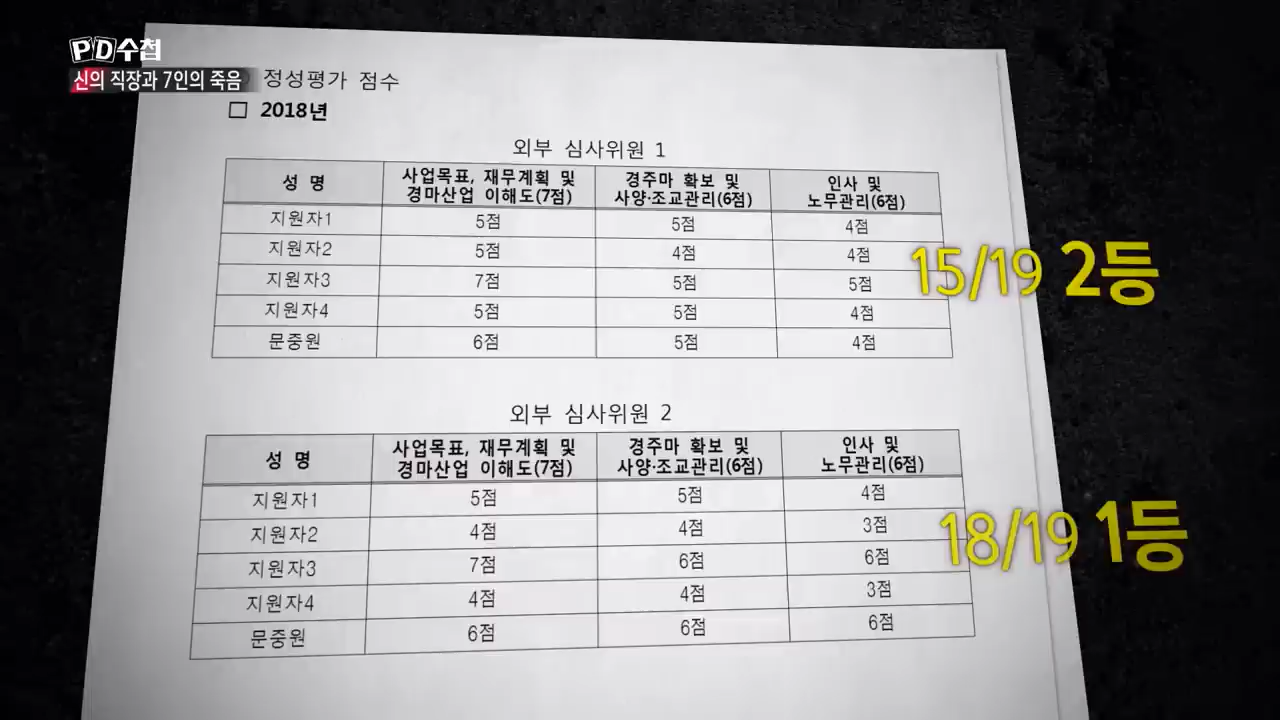 PD수첩
신의 직장과 7인의 죽음
정성평가 점수
□ 2018년
외부 심사위원 1
성 명 사업목표, 재무계획 및 경마산업 이해도(7점) 경주마 확보 및 사양·조교관리(6점) 인사 및 노무관리(6점)
지원자1 5점 5점 4점
지원자2 5점 4점 4점
지원자3 7점 5점 5점
지원자4 5점 5점 4점
문중원 6점 5점 4점
15/19 2등
외부 심사위원 2
성 명 사업목표, 재무계획 및 경마산업 이해도(7점) 경주마 확보 및 사양·조교관리(6점) 인사 및 노무관리(6점)
지원자1 5점 5점 4점
지원자2 4점 4점 3점
지원자3 7점 6점 6점
지원자4 4점 4점 3점
문중원 6점 6점 6점
18/19 1등